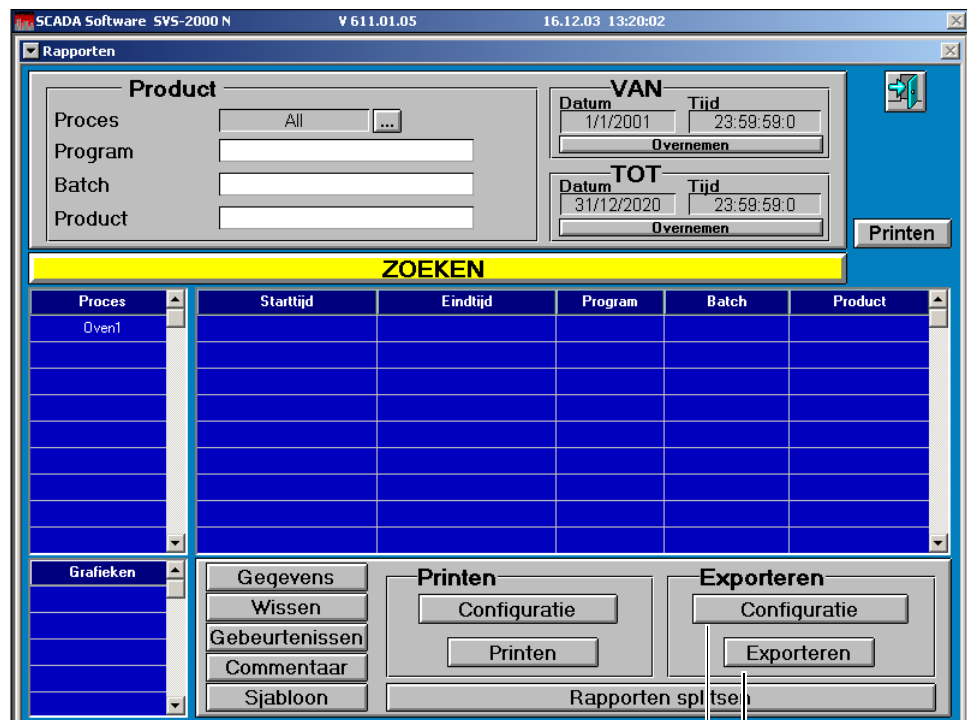 SCADA Software SVS-2000 N V 611.01.05 16.12.03 13:20:02
Rapporten
Product
Proces All ...
Program
Batch
Product
VAN
Datum Tijd
1/1/2001 23:59:59:0
Overnemen
TOT
Datum Tijd
31/12/2020 23:59:59:0
Overnemen
Printen
ZOEKEN
Proces Starttijd Eindtijd Program Batch Product
Oven1
Grafieken
Gegevens
Wissen
Gebeurtenissen
Commentaar
Sjabloon
Printen
Configuratie
Printen
Exporteren
Configuratie
Exporteren
Rapporten splitsen